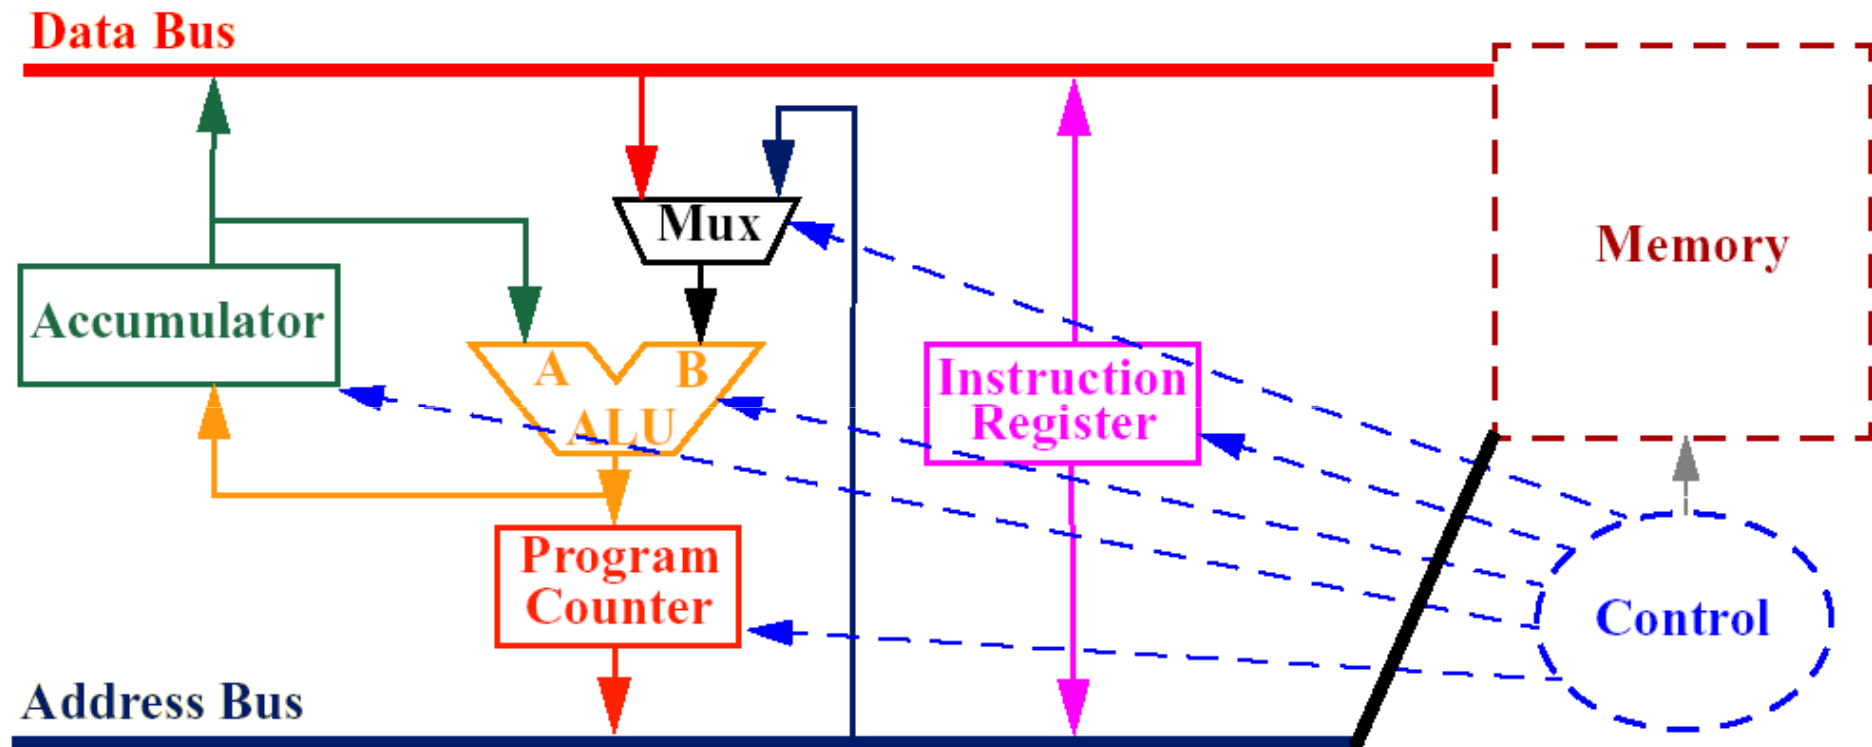 Data Bus
Mux
Memory
Accumulator
A
B
ALU
Instruction
Register
Program
Counter
Control
Address Bus